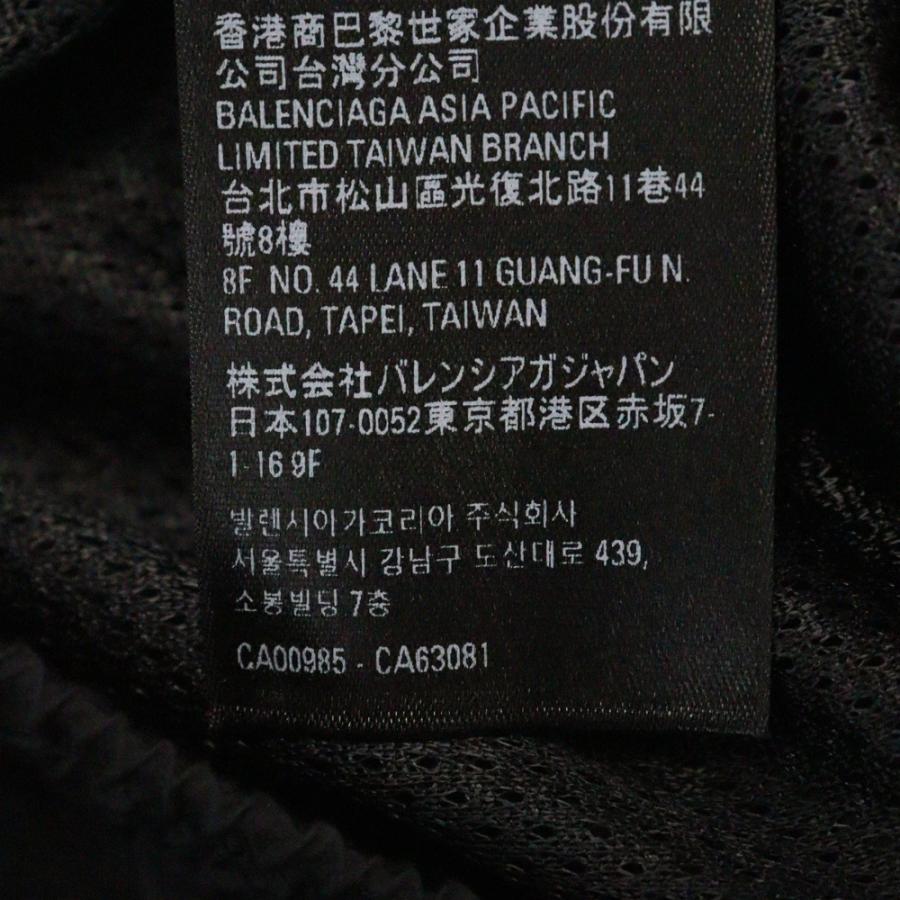 香港商巴黎世家企業股份有限
公司台灣分公司
BALENCIAGA ASIA PACIFIC
LIMITED TAIWAN BRANCH
台北市松山區光復北路11巷44
號8樓
8F NO. 44 LANE 11 GUANG-FU N.
ROAD, TAPEI, TAIWAN
株式会社バレンシアガジャパン
日本107-0052東京都港区赤坂7-
1-16 9F
발렌시아가코리아 주식회사
서울특별시 강남구 도산대로 439,
소봉빌딩 7층
CA00985 - CA63081